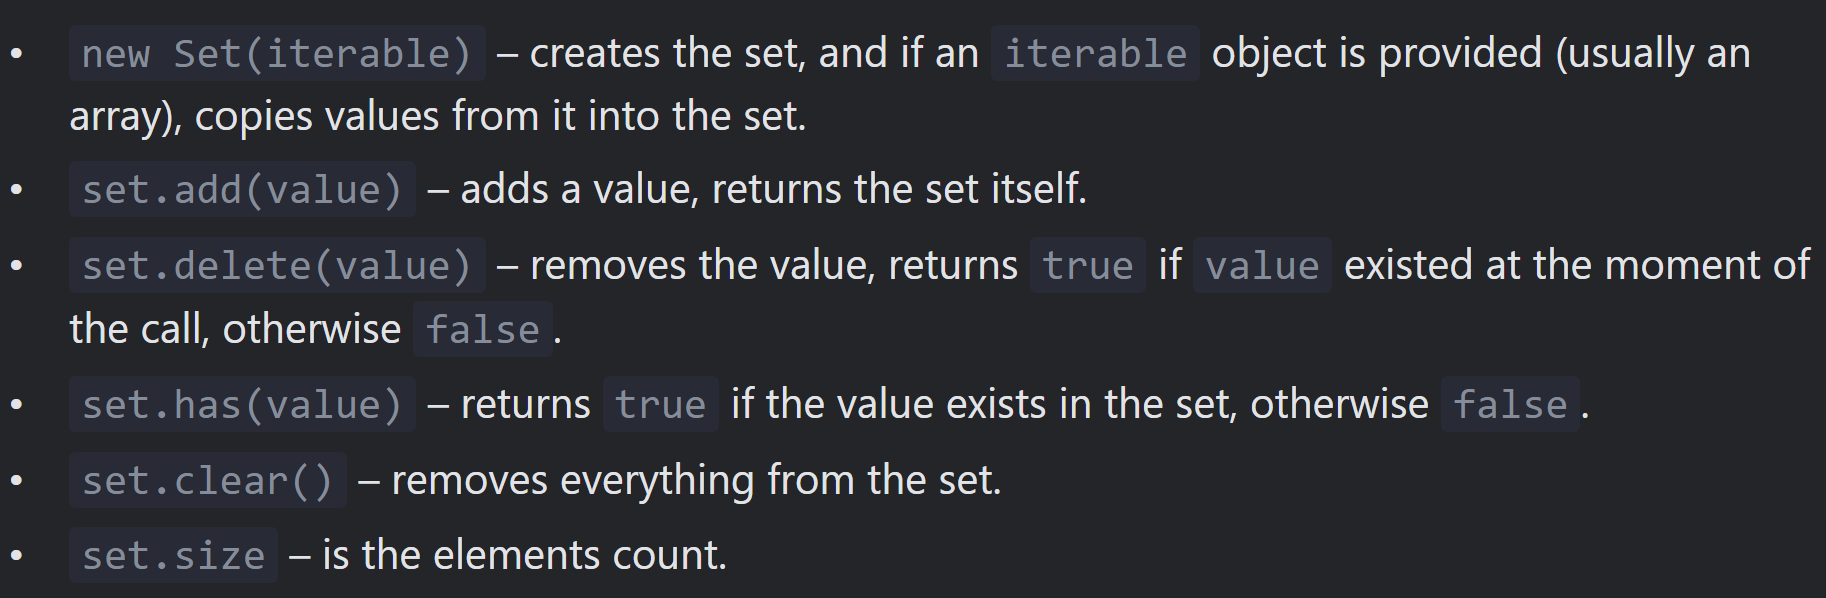 • new Set(iterable) – creates the set, and if an iterable object is provided (usually an
array), copies values from it into the set.
• set.add(value) – adds a value, returns the set itself.
• set.delete(value) – removes the value, returns true if value existed at the moment of
the call, otherwise false.
• set.has(value) – returns true if the value exists in the set, otherwise false.
• set.clear() – removes everything from the set.
• set.size – is the elements count.